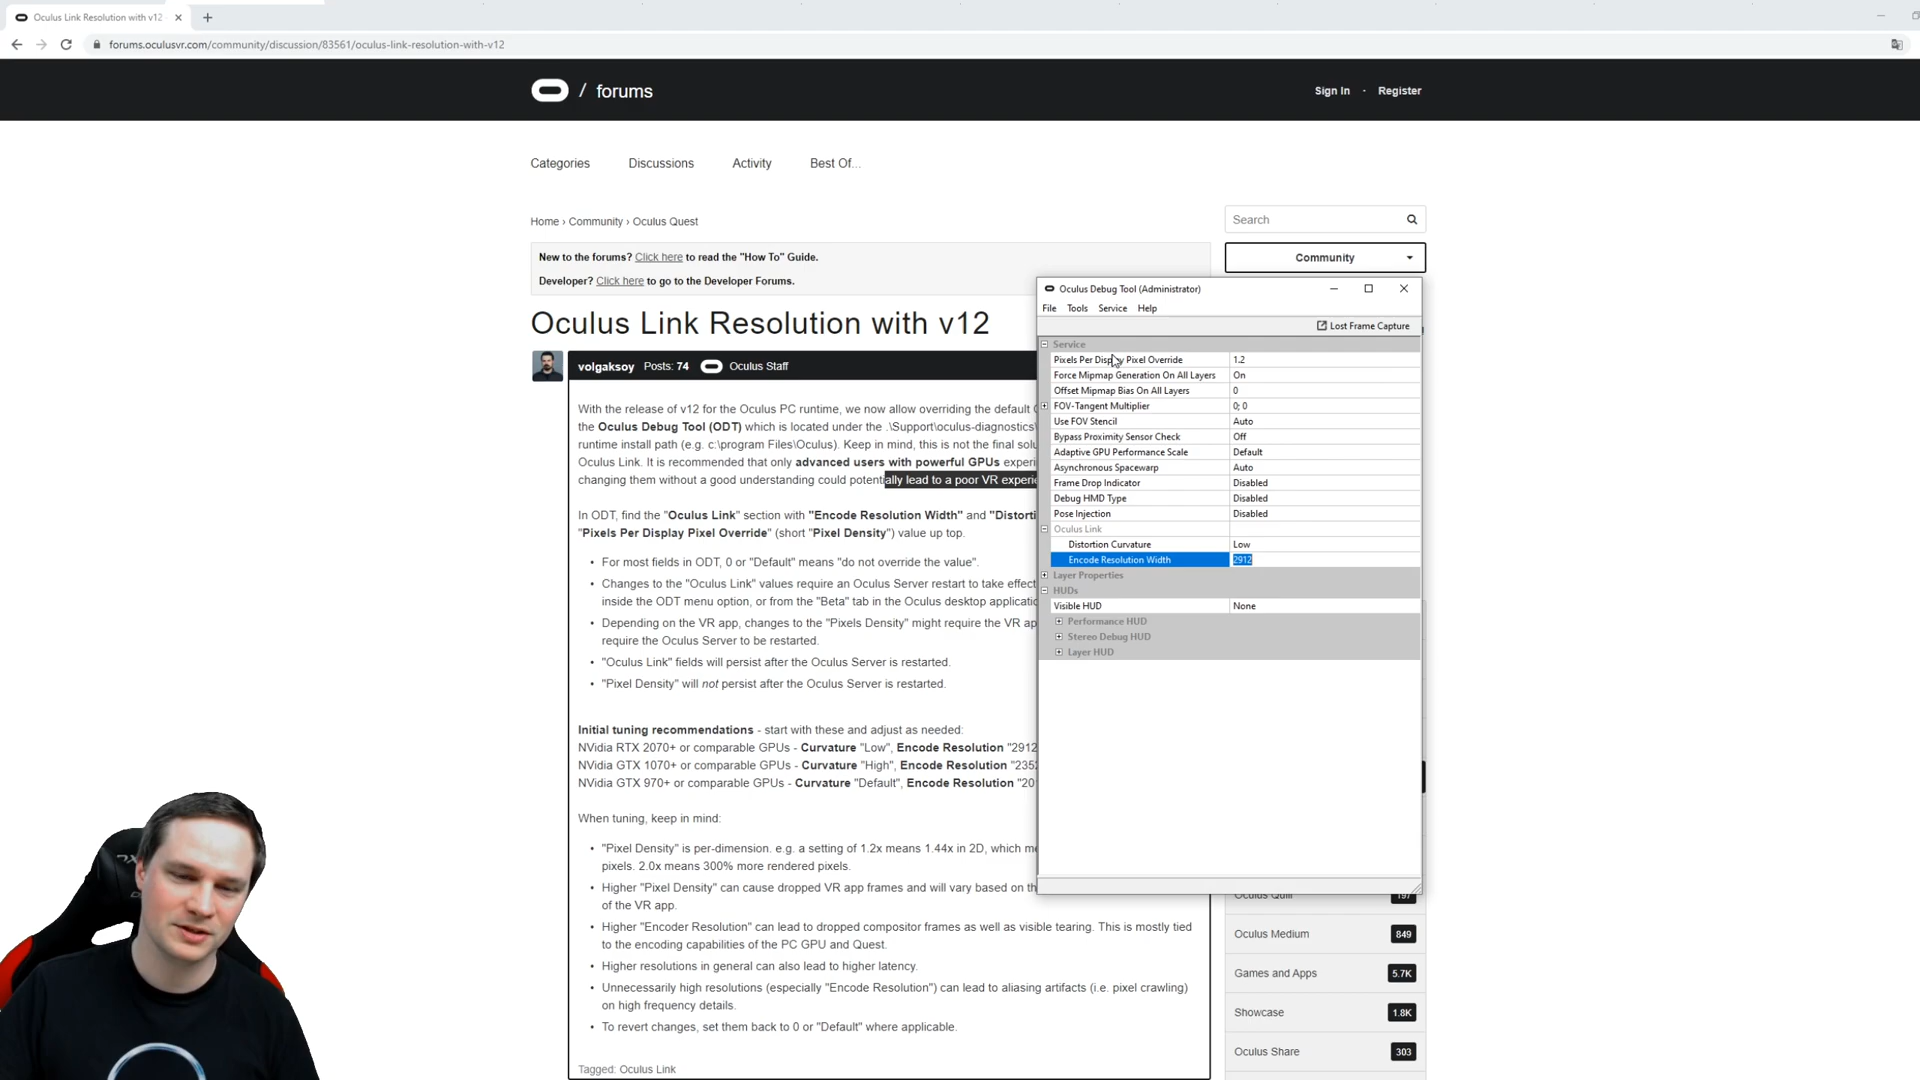 Oculus Link Resolution with v12
forums.oculusvr.com/community/discussion/83561/oculus-link-resolution-with-v12
/ forums
Sign In · Register
Categories Discussions Activity Best Of...
Home › Community › Oculus Quest
Search
New to the forums? Click here to read the "How To" Guide.
Community
Developer? Click here to go to the Developer Forums.
Oculus Link Resolution with v12
volgaksoy Posts: 74 Oculus Staff
With the release of v12 for the Oculus PC runtime, we now allow overriding the default
the Oculus Debug Tool (ODT) which is located under the .\Support\oculus-diagnostics\
runtime install path (e.g. c:\program Files\Oculus). Keep in mind, this is not the final
Oculus Link. It is recommended that only advanced users with powerful GPUs
changing them without a good understanding could potentially lead to a poor VR
In ODT, find the "Oculus Link" section with "Encode Resolution Width" and
"Pixels Per Display Pixel Override" (short "Pixel Density") value up top.
• For most fields in ODT, 0 or "Default" means "do not override the value".
• Changes to the "Oculus Link" values require an Oculus Server restart to take
inside the ODT menu option, or from the "Beta" tab in the Oculus desktop
• Depending on the VR app, changes to the "Pixels Density" might require the VR
require the Oculus Server to be restarted.
• "Oculus Link" fields will persist after the Oculus Server is restarted.
• "Pixel Density" will not persist after the Oculus Server is restarted.
Initial tuning recommendations - start with these and adjust as needed:
NVidia RTX 2070+ or comparable GPUs - Curvature "Low", Encode Resolution "2912
NVidia GTX 1070+ or comparable GPUs - Curvature "High", Encode Resolution
NVidia GTX 970+ or comparable GPUs - Curvature "Default", Encode Resolution
When tuning, keep in mind:
• "Pixel Density" is per-dimension. e.g. a setting of 1.2x means 1.44x in 2D, which
pixels. 2.0x means 300% more rendered pixels.
• Higher "Pixel Density" can cause dropped VR app frames and will vary based on
of the VR app.
• Higher "Encoder Resolution" can lead to dropped compositor frames as well as visible tearing. This is mostly tied
to the encoding capabilities of the PC GPU and Quest.
• Higher resolutions in general can also lead to higher latency.
• Unnecessarily high resolutions (especially "Encode Resolution") can lead to aliasing artifacts (i.e. pixel crawling)
on high frequency details.
• To revert changes, set them back to 0 or "Default" where applicable.
Tagged: Oculus Link
Oculus Debug Tool (Administrator)
File Tools Service Help
Lost Frame Capture
Service
Pixels Per Display Pixel Override 1.2
Force Mipmap Generation On All Layers On
Offset Mipmap Bias On All Layers 0
FOV-Tangent Multiplier 0; 0
Use FOV Stencil Auto
Bypass Proximity Sensor Check Off
Adaptive GPU Performance Scale Default
Asynchronous Spacewarp Auto
Frame Drop Indicator Disabled
Debug HMD Type Disabled
Pose Injection Disabled
Oculus Link
Distortion Curvature Low
Encode Resolution Width 2912
Layer Properties
HUDs
Visible HUD None
Performance HUD
Stereo Debug HUD
Layer HUD
Oculus Quill 197
Oculus Medium 849
Games and Apps 5.7K
Showcase 1.8K
Oculus Share 303